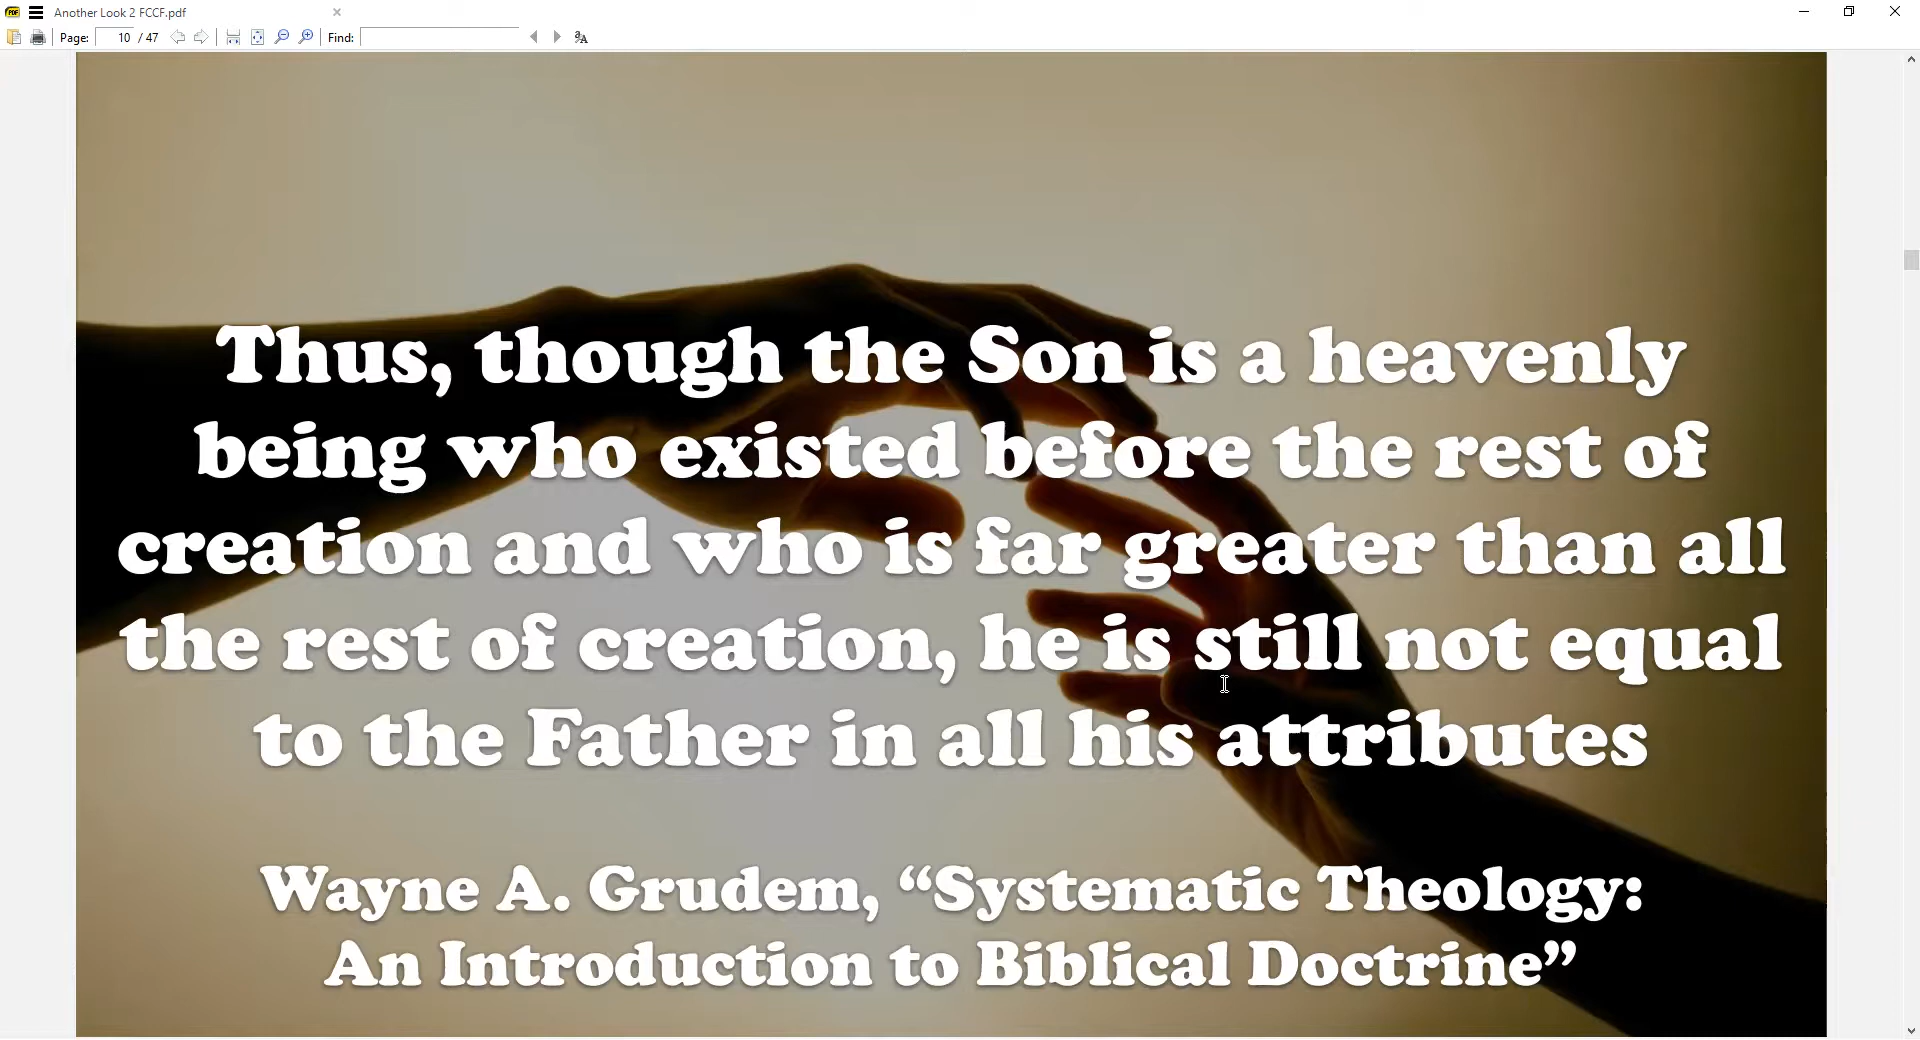 Another Look 2 FCCF.pdf
Page: 10 / 47 Find:
Thus, though the Son is a heavenly
being who existed before the rest of
creation and who is far greater than all
the rest of creation, he is still not equal
to the Father in all his attributes
Wayne A. Grudem, “Systematic Theology:
An Introduction to Biblical Doctrine”